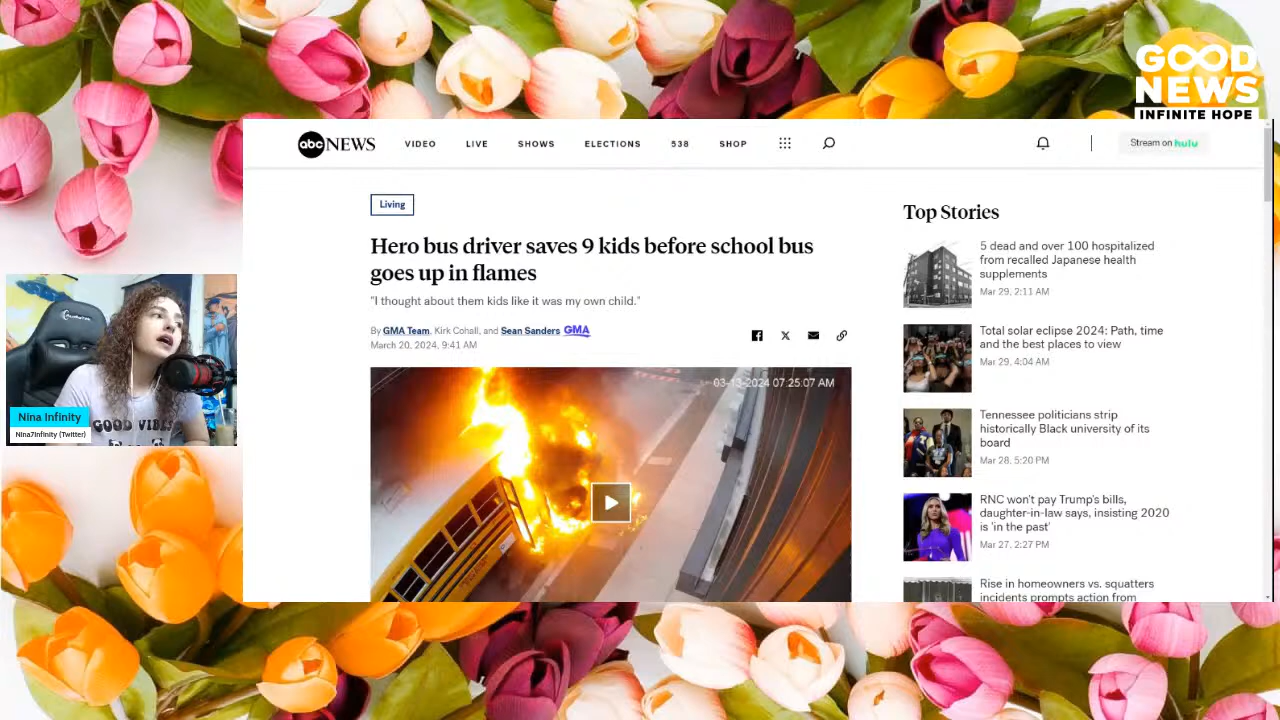 GOOD
NEWS
INFINITE HOPE
abc NEWS
VIDEO
LIVE
SHOWS
ELECTIONS
538
SHOP
Stream on hulu
Living
Hero bus driver saves 9 kids before school bus
goes up in flames
"I thought about them kids like it was my own child."
By GMA Team, Kirk Cohall, and Sean Sanders GMA
March 20, 2024, 9:41 AM
03-13-2024 07:25:07 AM
Top Stories
5 dead and over 100 hospitalized
from recalled Japanese health
supplements
Mar 29, 2:11 AM
Total solar eclipse 2024: Path, time
and the best places to view
Mar 29, 4:04 AM
Tennessee politicians strip
historically Black university of its
board
Mar 28, 5:20 PM
RNC won't pay Trump's bills,
daughter-in-law says, insisting 2020
is 'in the past'
Mar 27, 2:27 PM
Rise in homeowners vs. squatters
incidents prompts action from
GOOD VIBES
Nina Infinity
Nina7Infinity (Twitter)